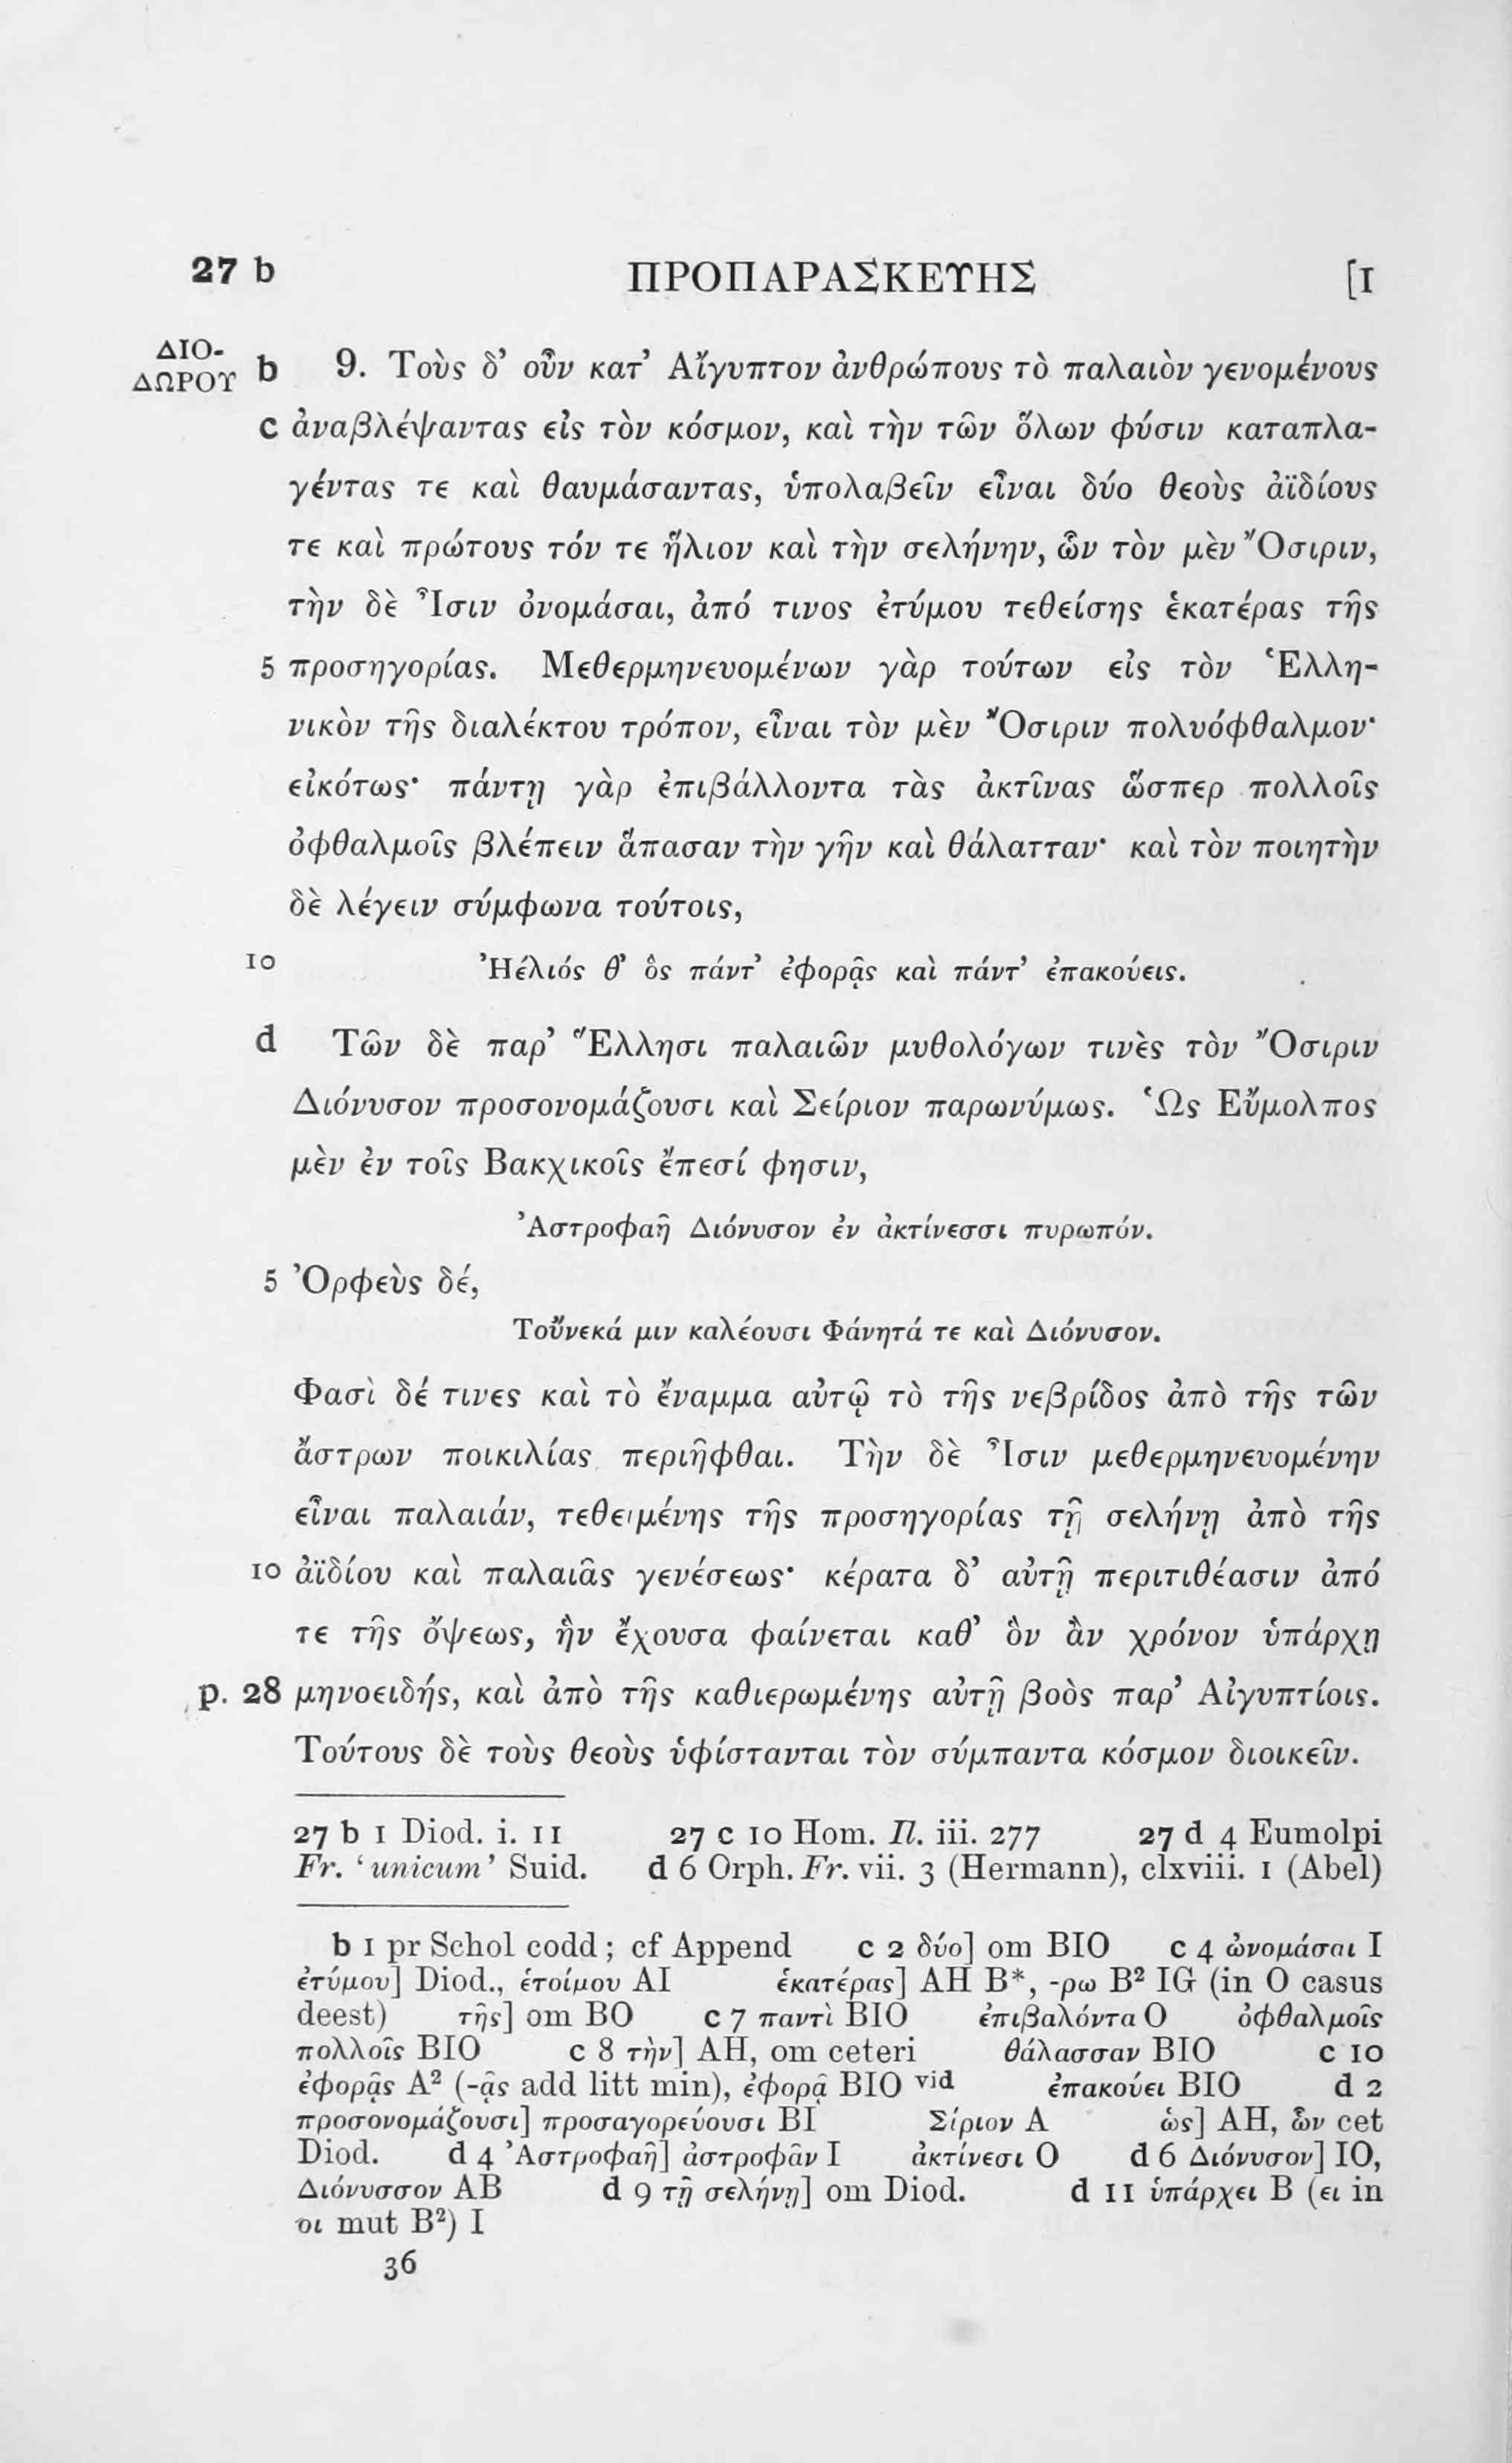 27 b ΠΡΟΠΑΡΑΣΚΕΥΗΣ [I
ΔΙΟ-
ΔΩΡΟΥ b 9. Τοὺς δ’ οὖν κατ’ Αἴγυπτον ἀνθρώπους τὸ παλαιὸν γενομένους
c ἀναβλέψαντας εἰς τὸν κόσμον, καὶ τὴν τῶν ὅλων φύσιν καταπλα-
γέντας τε καὶ θαυμάσαντας, ὑπολαβεῖν εἶναι δύο θεοὺς ἀϊδίους
τε καὶ πρώτους τόν τε ἥλιον καὶ τὴν σελήνην, ὧν τὸν μὲν Ὄσιριν,
τὴν δὲ Ἶσιν ὀνομάσαι, ἀπό τινος ἐτύμου τεθείσης ἑκατέρας τῆς
5 προσηγορίας. Μεθερμηνευομένων γὰρ τούτων εἰς τὸν Ἑλλη-
νικὸν τῆς διαλέκτου τρόπον, εἶναι τὸν μὲν Ὄσιριν πολυόφθαλμον·
εἰκότως· πάντῃ γὰρ ἐπιβάλλοντα τὰς ἀκτῖνας ὥσπερ πολλοῖς
ὀφθαλμοῖς βλέπειν ἅπασαν τὴν γῆν καὶ θάλατταν· καὶ τὸν ποιητὴν
δὲ λέγειν σύμφωνα τούτοις,
10 Ἠέλιός θ’ ὃς πάντ’ ἐφορᾷς καὶ πάντ’ ἐπακούεις.
d Τῶν δὲ παρ’ Ἕλλησι παλαιῶν μυθολόγων τινὲς τὸν Ὄσιριν
Διόνυσον προσονομάζουσι καὶ Σείριον παρωνύμως. Ὡς Εὔμολπος
μὲν ἐν τοῖς Βακχικοῖς ἔπεσί φησιν,
Ἀστροφαῆ Διόνυσον ἐν ἀκτίνεσσι πυρωπόν.
5 Ὀρφεὺς δέ,
Τοὔνεκά μιν καλέουσι Φάνητά τε καὶ Διόνυσον.
Φασὶ δέ τινες καὶ τὸ ἔναμμα αὐτῷ τὸ τῆς νεβρίδος ἀπὸ τῆς τῶν
ἄστρων ποικιλίας περιῆφθαι. Τὴν δὲ Ἶσιν μεθερμηνευομένην
εἶναι παλαιάν, τεθειμένης τῆς προσηγορίας τῇ σελήνῃ ἀπὸ τῆς
10 ἀϊδίου καὶ παλαιᾶς γενέσεως· κέρατα δ’ αὐτῇ περιτιθέασιν ἀπό
τε τῆς ὄψεως, ἣν ἔχουσα φαίνεται καθ’ ὃν ἂν χρόνον ὑπάρχῃ
p. 28 μηνοειδής, καὶ ἀπὸ τῆς καθιερωμένης αὐτῇ βοὸς παρ’ Αἰγυπτίοις.
Τούτους δὲ τοὺς θεοὺς ὑφίστανται τὸν σύμπαντα κόσμον διοικεῖν.
27 b 1 Diod. i. 11 27 c 10 Hom. Il. iii. 277 27 d 4 Eumolpi
Fr. ‘unicum’ Suid. d 6 Orph. Fr. vii. 3 (Hermann), clxviii. 1 (Abel)
b 1 pr Schol codd; cf Append c 2 δύο] om BIO c 4 ὠνομάσαι I
ἐτύμου] Diod., ἑτοίμου AI ἑκατέρας] AH B*, -ρω B² IG (in O casus
deest) τῆς] om BO c 7 παντὶ BIO ἐπιβαλόντα O ὀφθαλμοῖς
πολλοῖς BIO c 8 τὴν] AH, om ceteri θάλασσαν BIO c 10
ἐφορᾷς A² (-ᾷς add litt min), ἐφορᾷ BIO vid ἐπακούει BIO d 2
προσονομάζουσι] προσαγορεύουσι BI Σίριον A ὡς] AH, ὧν cet
Diod. d 4 Ἀστροφαῆ] ἀστροφᾶν I ἀκτίνεσι O d 6 Διόνυσον] IO,
Διόνυσσον AB d 9 τῇ σελήνῃ] om Diod. d 11 ὑπάρχει B (ει in
οι mut B²) I
36